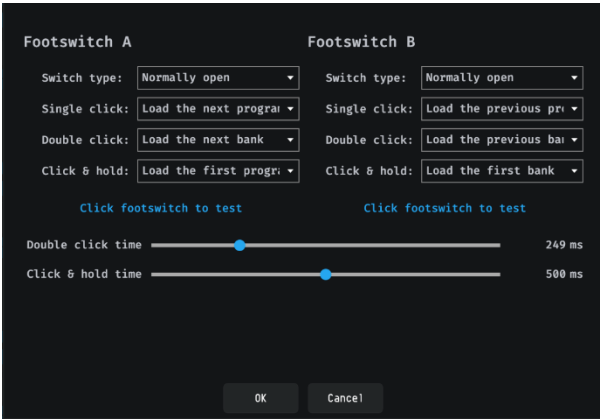 Footswitch A
Footswitch B
Switch type: Normally open
Switch type: Normally open
Single click: Load the next program
Single click: Load the previous pro
Double click: Load the next bank
Double click: Load the previous ban
Click & hold: Load the first progra
Click & hold: Load the first bank
Click footswitch to test
Click footswitch to test
Double click time 249 ms
Click & hold time 500 ms
OK
Cancel